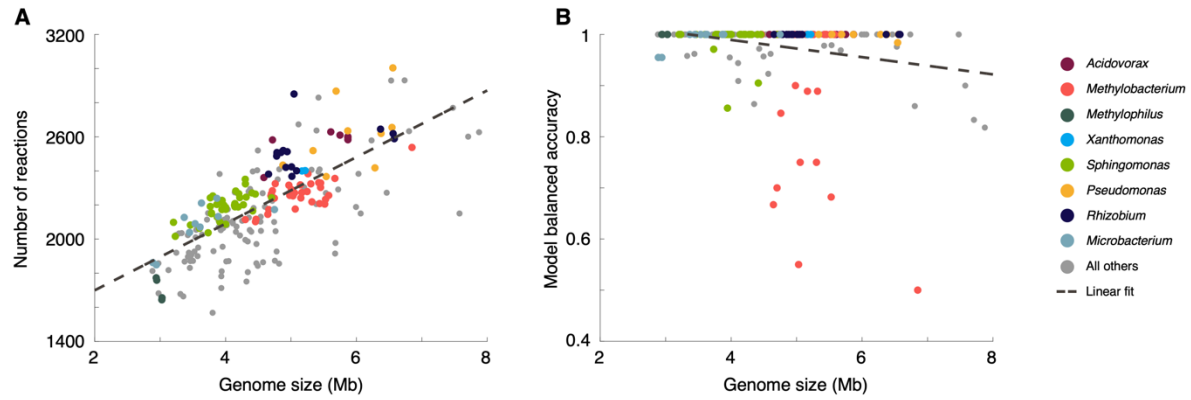 A
3200
2600
2000
1400
Number of reactions
2
4
6
8
Genome size (Mb)
B
1
0.8
0.6
0.4
Model balanced accuracy
2
4
6
8
Genome size (Mb)
Acidovorax
Methylobacterium
Methylophilus
Xanthomonas
Sphingomonas
Pseudomonas
Rhizobium
Microbacterium
All others
Linear fit